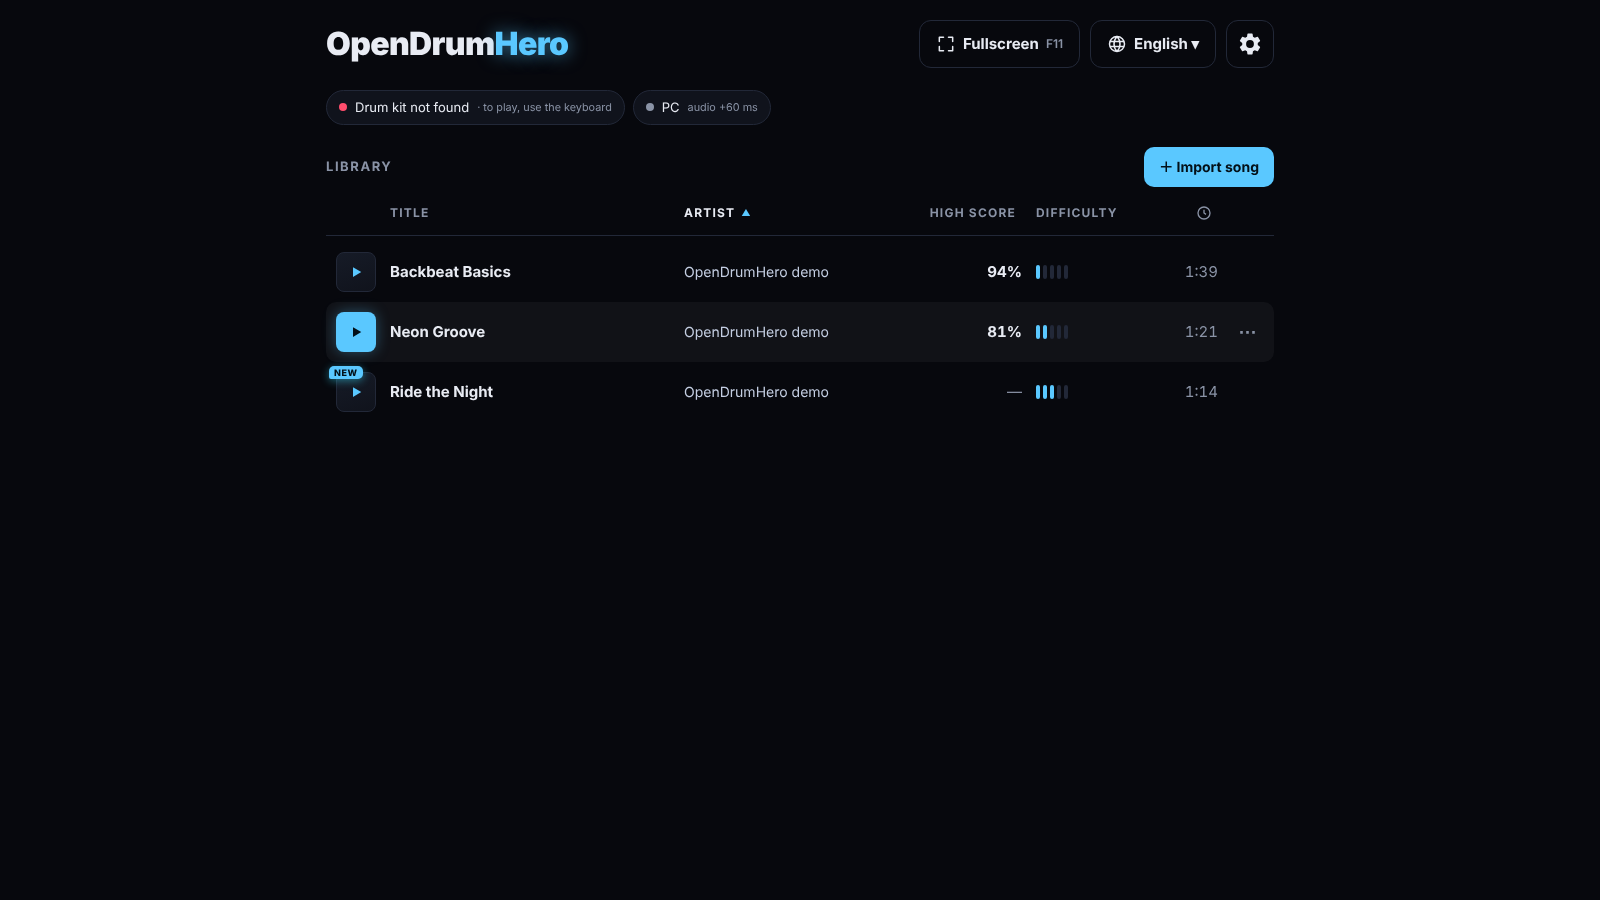 OpenDrumHero
Fullscreen F11
English ▾
Drum kit not found · to play, use the keyboard
PC audio +60 ms
LIBRARY
+ Import song
TITLE ARTIST ▲ HIGH SCORE DIFFICULTY
Backbeat Basics OpenDrumHero demo 94% 1:39
Neon Groove OpenDrumHero demo 81% 1:21 ···
NEW
Ride the Night OpenDrumHero demo — 1:14